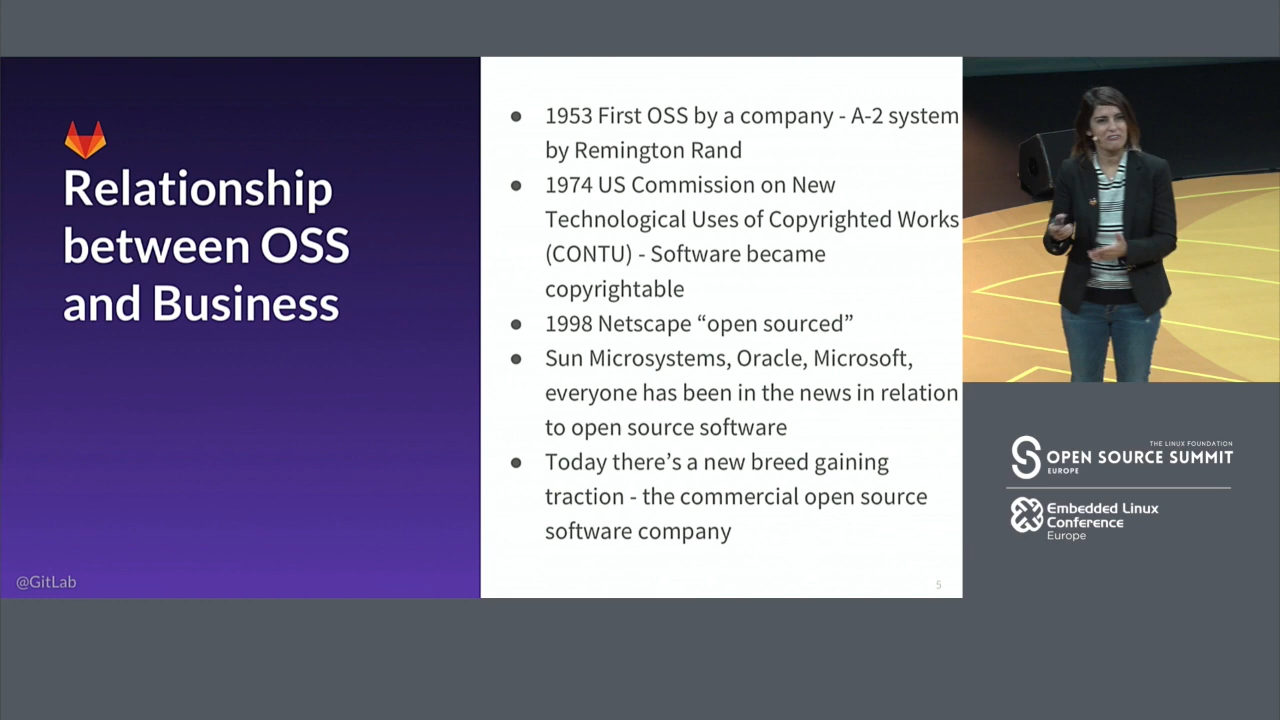 Relationship
between OSS
and Business
@GitLab
● 1953 First OSS by a company - A-2 system
by Remington Rand
● 1974 US Commission on New
Technological Uses of Copyrighted Works
(CONTU) - Software became
copyrightable
● 1998 Netscape “open sourced”
● Sun Microsystems, Oracle, Microsoft,
everyone has been in the news in relation
to open source software
● Today there’s a new breed gaining
traction - the commercial open source
software company
5
THE LINUX FOUNDATION
OPEN SOURCE SUMMIT
EUROPE
Embedded Linux
Conference
Europe